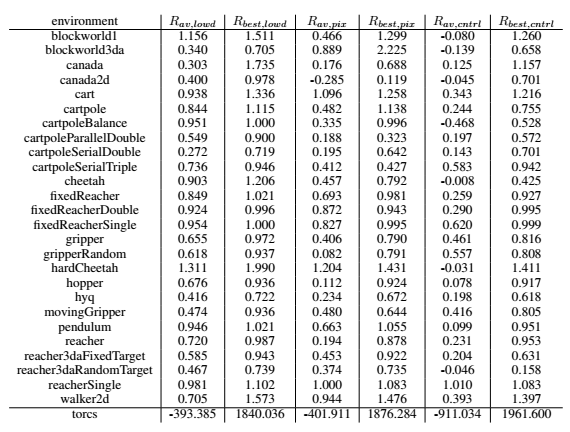 environment R_{av,lowd} R_{best,lowd} R_{av,pix} R_{best,pix} R_{av,cntrl} R_{best,cntrl}
blockworld1 1.156 1.511 0.466 1.299 -0.080 1.260
blockworld3da 0.340 0.705 0.889 2.225 -0.139 0.658
canada 0.303 1.735 0.176 0.688 0.125 1.157
canada2d 0.400 0.978 -0.285 0.119 -0.045 0.701
cart 0.938 1.336 1.096 1.258 0.343 1.216
cartpole 0.844 1.115 0.482 1.138 0.244 0.755
cartpoleBalance 0.951 1.000 0.335 0.996 -0.468 0.528
cartpoleParallelDouble 0.549 0.900 0.188 0.323 0.197 0.572
cartpoleSerialDouble 0.272 0.719 0.195 0.642 0.143 0.701
cartpoleSerialTriple 0.736 0.946 0.412 0.427 0.583 0.942
cheetah 0.903 1.206 0.457 0.792 -0.008 0.425
fixedReacher 0.849 1.021 0.693 0.981 0.259 0.927
fixedReacherDouble 0.924 0.996 0.872 0.943 0.290 0.995
fixedReacherSingle 0.954 1.000 0.827 0.995 0.620 0.999
gripper 0.655 0.972 0.406 0.790 0.461 0.816
gripperRandom 0.618 0.937 0.082 0.791 0.557 0.808
hardCheetah 1.311 1.990 1.204 1.431 -0.031 1.411
hopper 0.676 0.936 0.112 0.924 0.078 0.917
hyq 0.416 0.722 0.234 0.672 0.198 0.618
movingGripper 0.474 0.936 0.480 0.644 0.416 0.805
pendulum 0.946 1.021 0.663 1.055 0.099 0.951
reacher 0.720 0.987 0.194 0.878 0.231 0.953
reacher3daFixedTarget 0.585 0.943 0.453 0.922 0.204 0.631
reacher3daRandomTarget 0.467 0.739 0.374 0.735 -0.046 0.158
reacherSingle 0.981 1.102 1.000 1.083 1.010 1.083
walker2d 0.705 1.573 0.944 1.476 0.393 1.397
torcs -393.385 1840.036 -401.911 1876.284 -911.034 1961.600